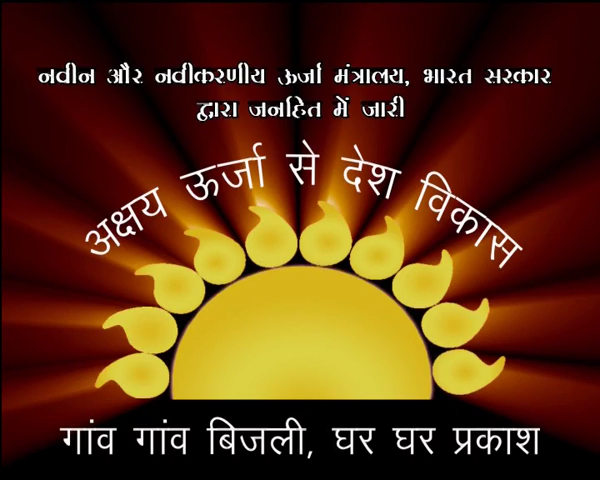 नवीन और नवीकरणीय ऊर्जा मंत्रालय, भारत सरकार
द्वारा जनहित में जारी
अक्षय ऊर्जा से देश विकास
गांव गांव बिजली, घर घर प्रकाश